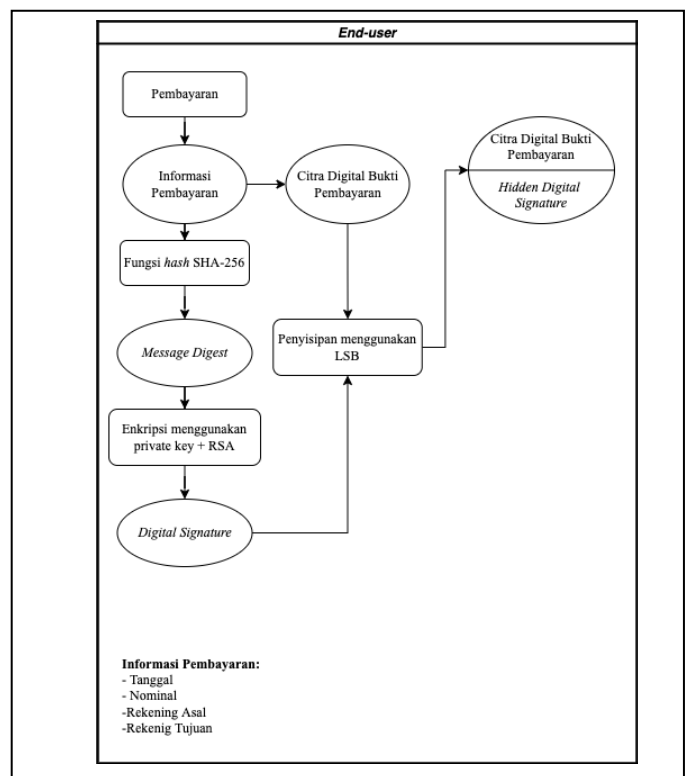 End-user
Pembayaran
Informasi
Pembayaran
Citra Digital Bukti
Pembayaran
Citra Digital Bukti
Pembayaran
Hidden Digital
Signature
Fungsi hash SHA-256
Message Digest
Penyisipan menggunakan
LSB
Enkripsi menggunakan
private key + RSA
Digital Signature
Informasi Pembayaran:
- Tanggal
- Nominal
-Rekening Asal
-Rekenig Tujuan